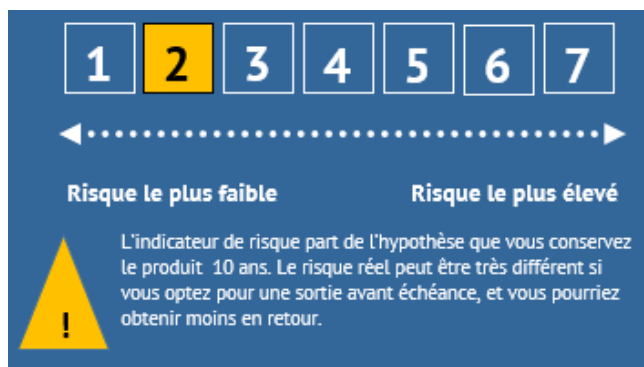 1 2 3 4 5 6 7
Risque le plus faible Risque le plus élevé
L'indicateur de risque part de l'hypothèse que vous conservez
le produit 10 ans. Le risque réel peut être très différent si
vous optez pour une sortie avant échéance, et vous pourriez
obtenir moins en retour.
!